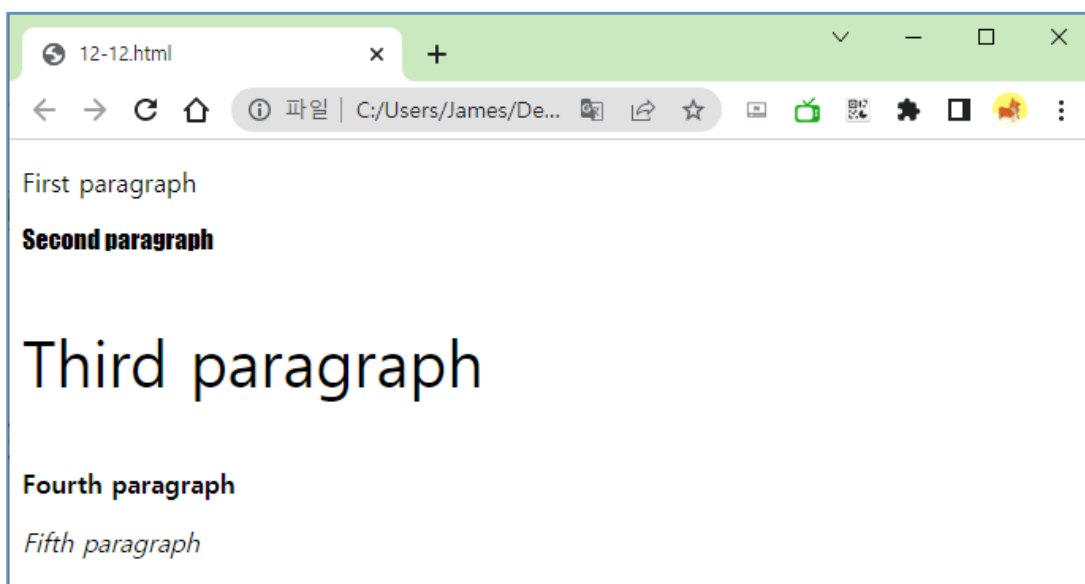 12-12.html
파일 C:/Users/James/De...
First paragraph
Second paragraph
Third paragraph
Fourth paragraph
Fifth paragraph